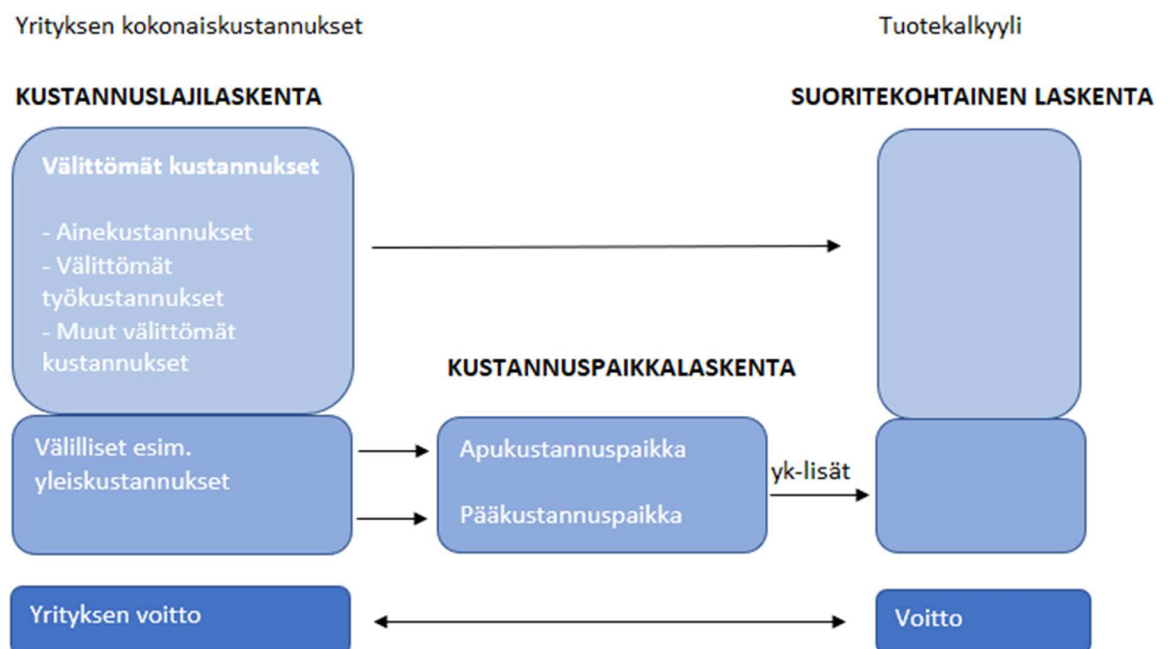 Yrityksen kokonaiskustannukset
Tuotekalkyyli
KUSTANNUSLAJILASKENTA
SUORITEKOHTAINEN LASKENTA
Välittömät kustannukset
- Ainekustannukset
- Välittömät
työkustannukset
- Muut välittömät
kustannukset
KUSTANNUSPAIKKALASKENTA
Välilliset esim.
yleiskustannukset
Apukustannuspaikka
Pääkustannuspaikka
yk-lisät
Yrityksen voitto
Voitto